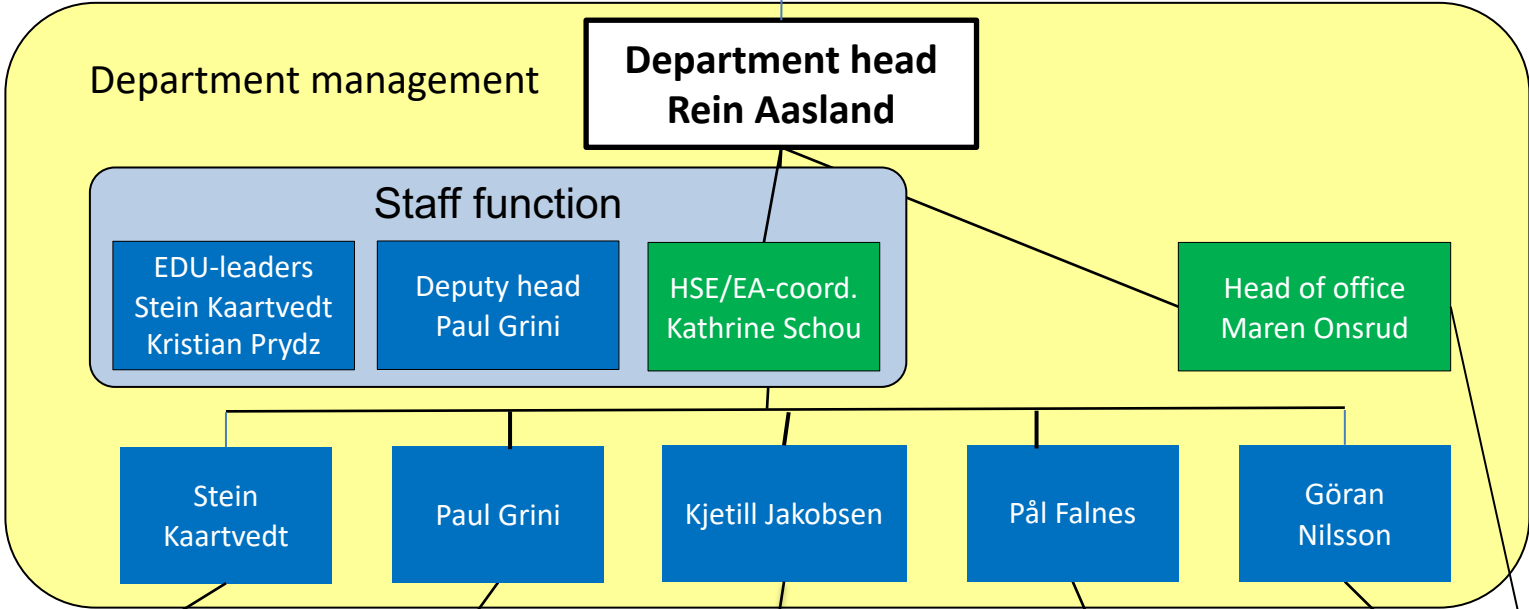 Department management
Department head
Rein Aasland
Staff function
EDU-leaders
Stein Kaartvedt
Kristian Prydz
Deputy head
Paul Grini
HSE/EA-coord.
Kathrine Schou
Head of office
Maren Onsrud
Stein
Kaartvedt
Paul Grini
Kjetill Jakobsen
Pål Falnes
Göran
Nilsson